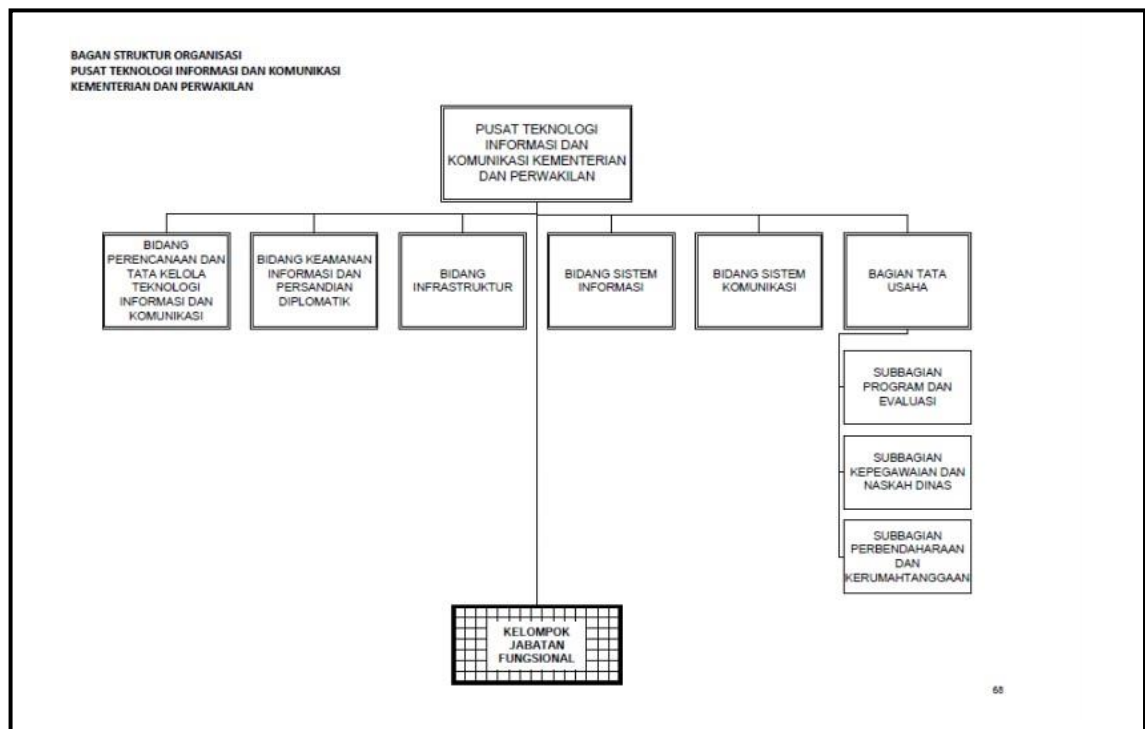 BAGAN STRUKTUR ORGANISASI
PUSAT TEKNOLOGI INFORMASI DAN KOMUNIKASI
KEMENTERIAN DAN PERWAKILAN
PUSAT TEKNOLOGI
INFORMASI DAN
KOMUNIKASI KEMENTERIAN
DAN PERWAKILAN
BIDANG
PERENCANAAN DAN
TATA KELOLA
TEKNOLOGI
INFORMASI DAN
KOMUNIKASI
BIDANG KEAMANAN
INFORMASI DAN
PERSANDIAN
DIPLOMATIK
BIDANG
INFRASTRUKTUR
BIDANG SISTEM
INFORMASI
BIDANG SISTEM
KOMUNIKASI
BAGIAN TATA
USAHA
SUBBAGIAN
PROGRAM DAN
EVALUASI
SUBBAGIAN
KEPEGAWAIAN DAN
NASKAH DINAS
SUBBAGIAN
PERBENDAHARAAN
DAN
KERUMAHTANGGAAN
KELOMPOK
JABATAN
FUNGSIONAL
68